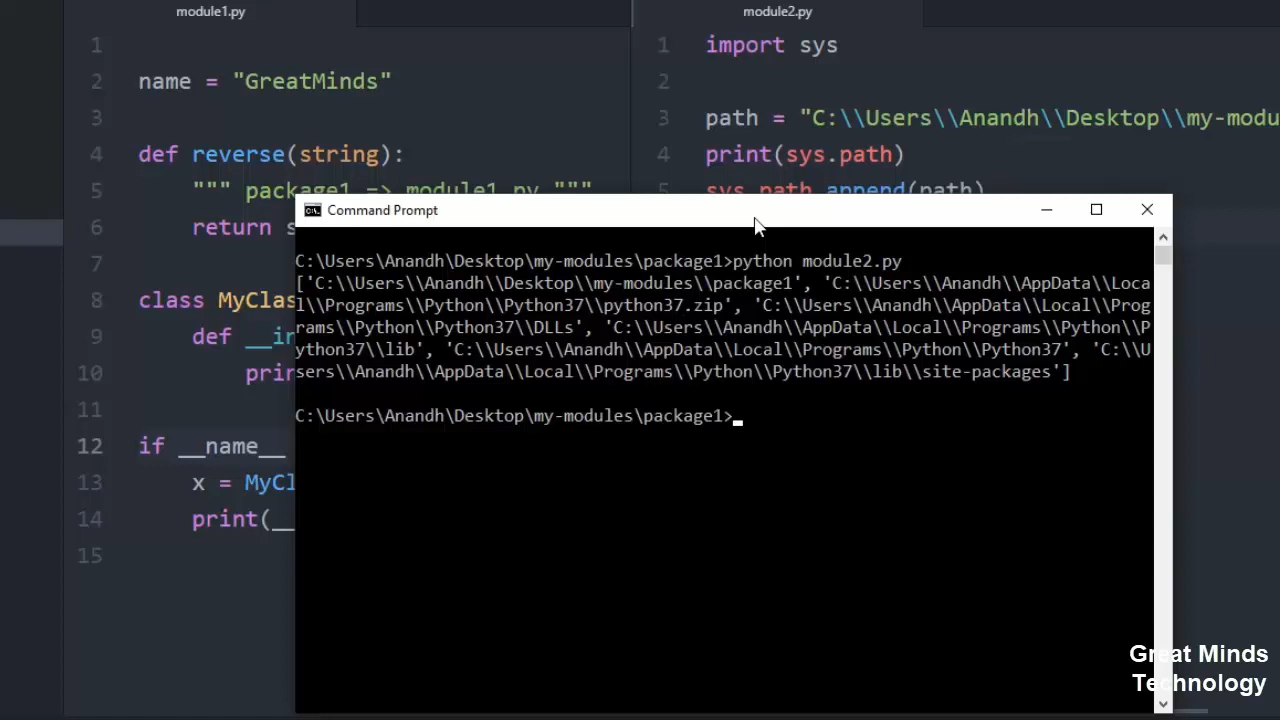 module1.py
module2.py
1
2 name = "GreatMinds"
3
4 def reverse(string):
5 """ package1 => module1.py """
6 return
7
8 class
9 def
10
11
12 if __name__
13 x =
14 print(__
15
1 import sys
2
3 path = "C:\\Users\\Anandh\\Desktop\\my-modu
4 print(sys.path)
5 sys.path.append(path)
Command Prompt
C:\Users\Anandh\Desktop\my-modules\package1>python module2.py
['C:\\Users\\Anandh\\Desktop\\my-modules\\package1', 'C:\\Users\\Anandh\\AppData\\Loca
l\\Programs\\Python\\Python37\\python37.zip', 'C:\\Users\\Anandh\\AppData\\Local\\Prog
rams\\Python\\Python37\\DLLs', 'C:\\Users\\Anandh\\AppData\\Local\\Programs\\Python\\P
ython37\\lib', 'C:\\Users\\Anandh\\AppData\\Local\\Programs\\Python\\Python37', 'C:\\U
sers\\Anandh\\AppData\\Local\\Programs\\Python\\Python37\\lib\\site-packages']
C:\Users\Anandh\Desktop\my-modules\package1>
Great Minds
Technology